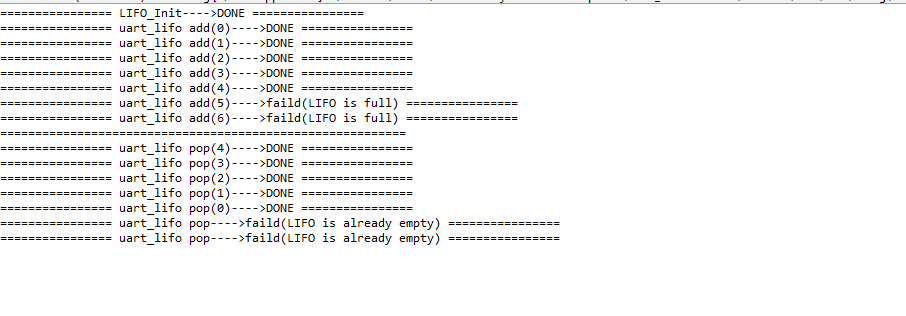 ================ LIFO_Init---->DONE ================
================ uart_lifo add(0)---->DONE ================
================ uart_lifo add(1)---->DONE ================
================ uart_lifo add(2)---->DONE ================
================ uart_lifo add(3)---->DONE ================
================ uart_lifo add(4)---->DONE ================
================ uart_lifo add(5)---->faild(LIFO is full) ================
================ uart_lifo add(6)---->faild(LIFO is full) ================
==========================================================
================ uart_lifo pop(4)---->DONE ================
================ uart_lifo pop(3)---->DONE ================
================ uart_lifo pop(2)---->DONE ================
================ uart_lifo pop(1)---->DONE ================
================ uart_lifo pop(0)---->DONE ================
================ uart_lifo pop---->faild(LIFO is already empty) ================
================ uart_lifo pop---->faild(LIFO is already empty) ================